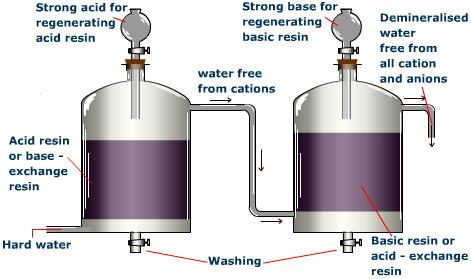 Strong acid for
regenerating
acid resin
Strong base for
regenerating
basic resin
Demineralised
water
free from
all cation
and anions
water free
from cations
Acid resin
or base -
exchange
resin
Hard water
Washing
Basic resin or
acid - exchange
resin